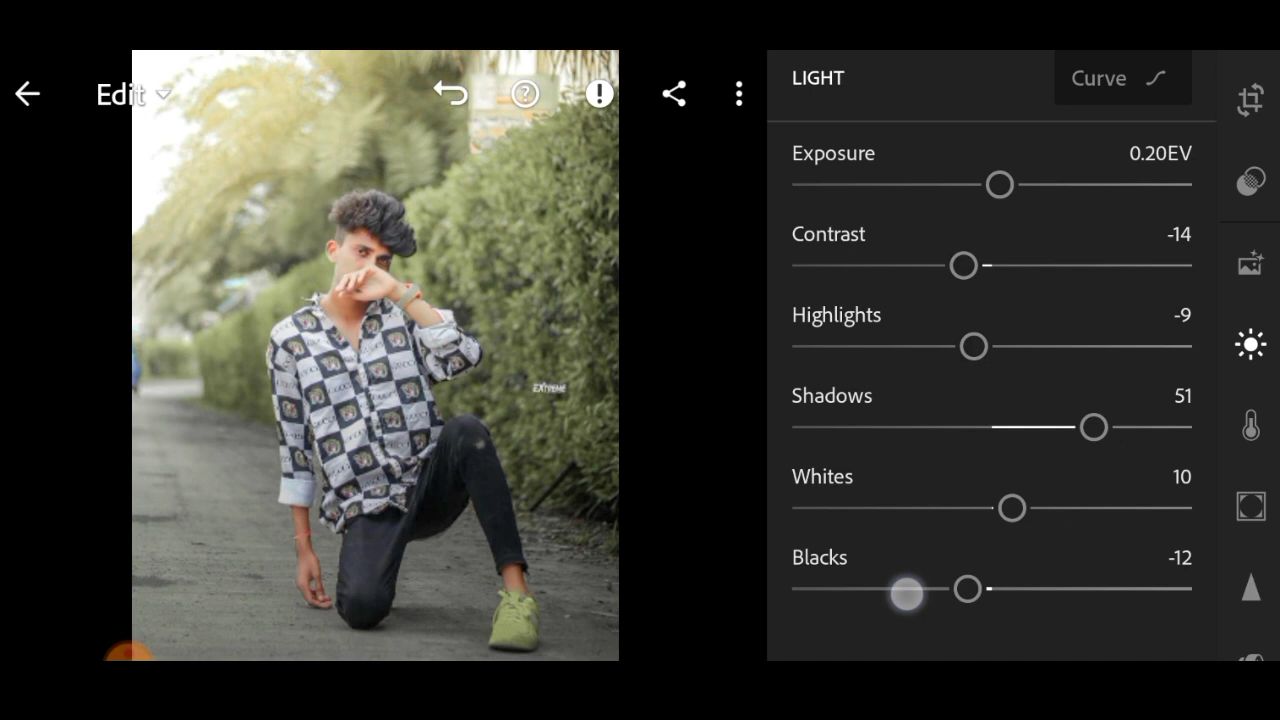 Edit
LIGHT
Curve
Exposure
0.20EV
Contrast
-14
Highlights
-9
Shadows
51
Whites
10
Blacks
-12
EXTREME